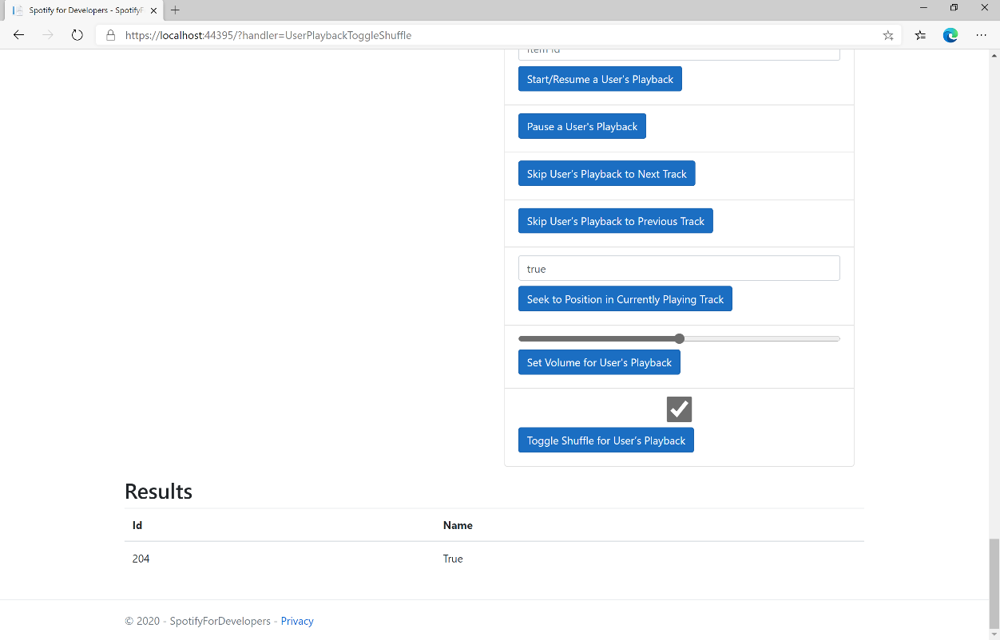 Spotify for Developers - SpotifyF
https://localhost:44395/?handler=UserPlaybackToggleShuffle
Item Id
Start/Resume a User's Playback
Pause a User's Playback
Skip User's Playback to Next Track
Skip User's Playback to Previous Track
true
Seek to Position in Currently Playing Track
Set Volume for User's Playback
Toggle Shuffle for User's Playback
Results
Id Name
204 True
© 2020 - SpotifyForDevelopers - Privacy